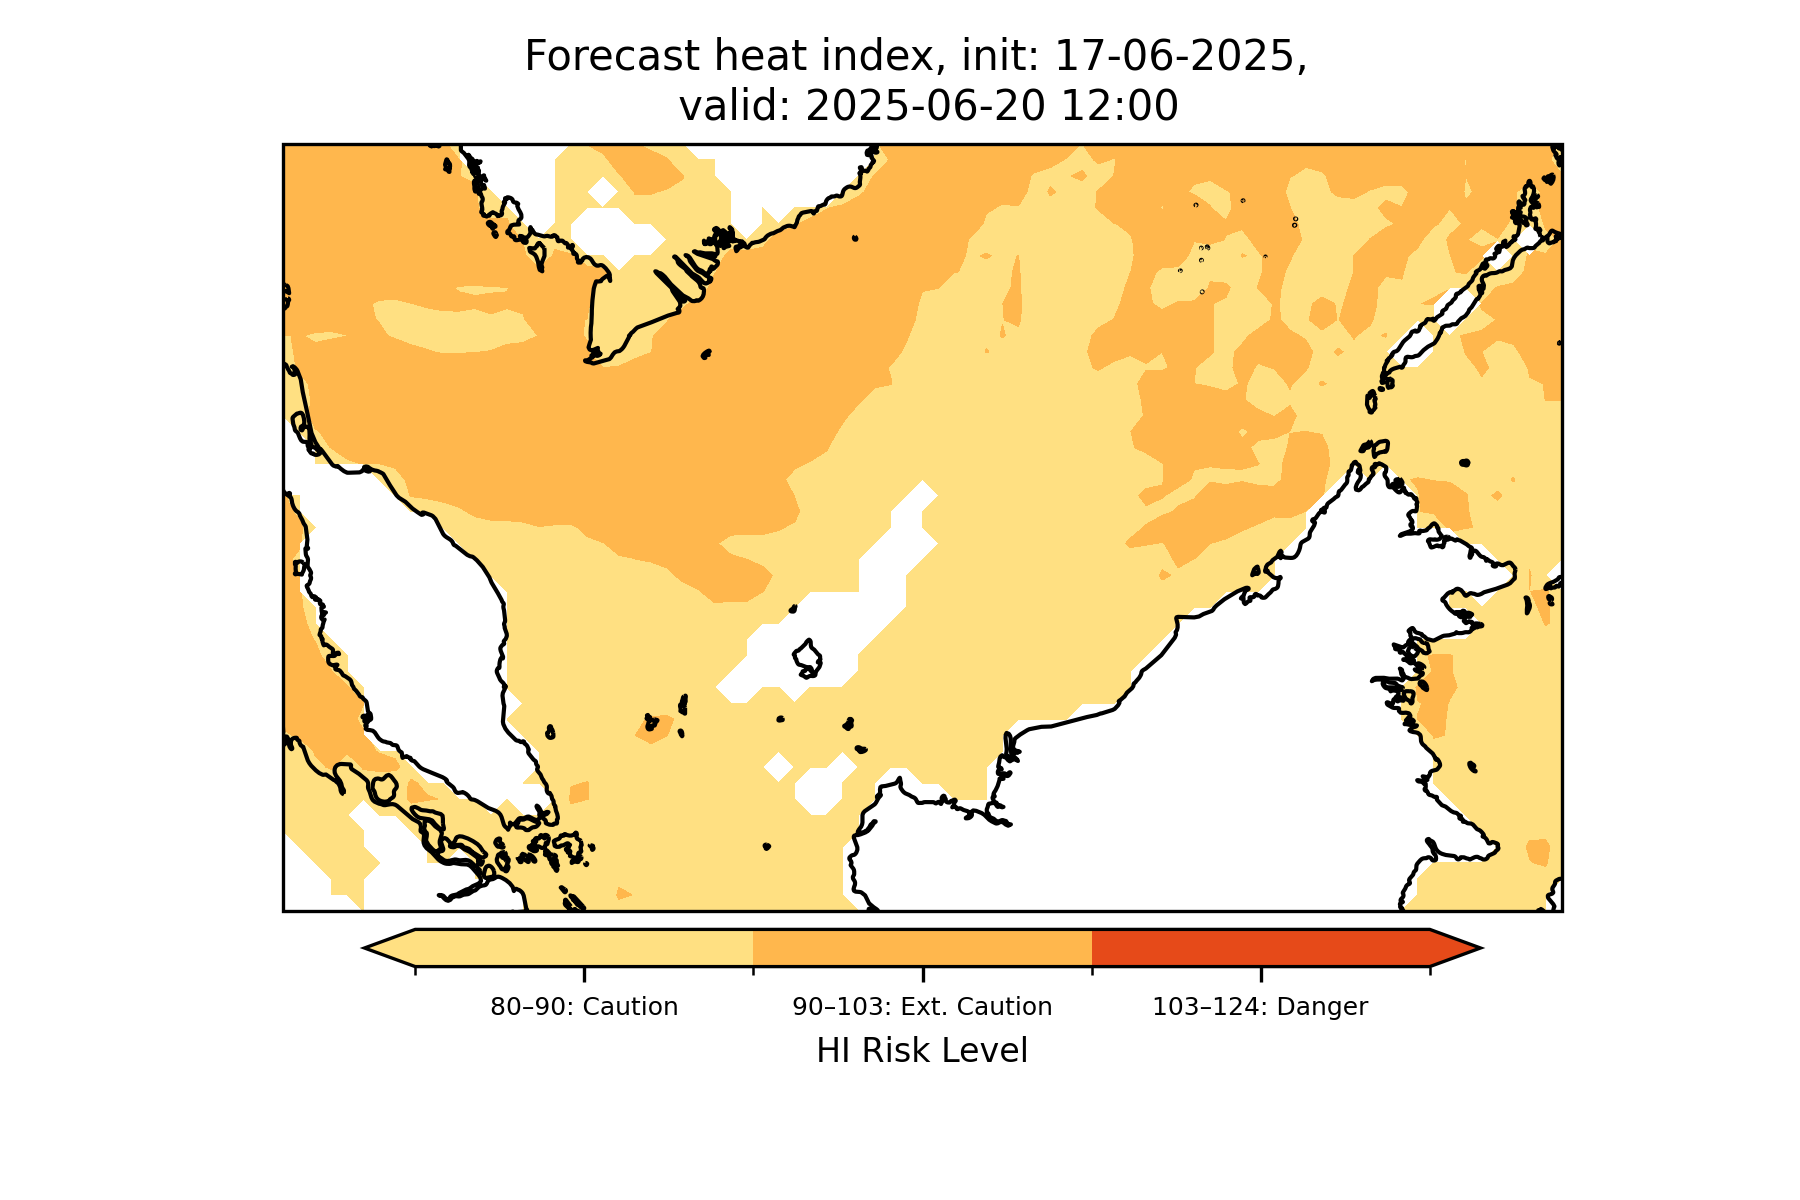 Forecast heat index, init: 17-06-2025,
valid: 2025-06-20 12:00
80–90: Caution
90–103: Ext. Caution
103–124: Danger
HI Risk Level